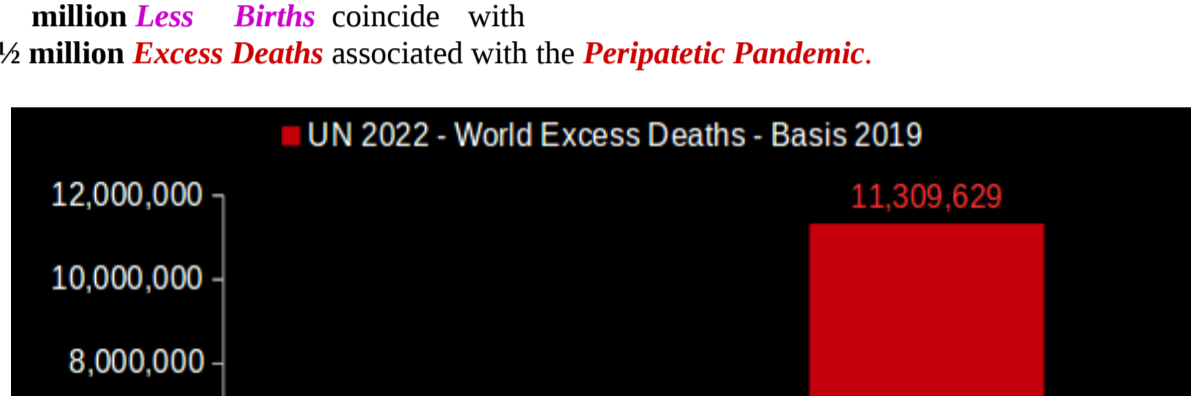 million Less Births coincide with
½ million Excess Deaths associated with the Peripatetic Pandemic.
UN 2022 - World Excess Deaths - Basis 2019
12,000,000
11,309,629
10,000,000
8,000,000